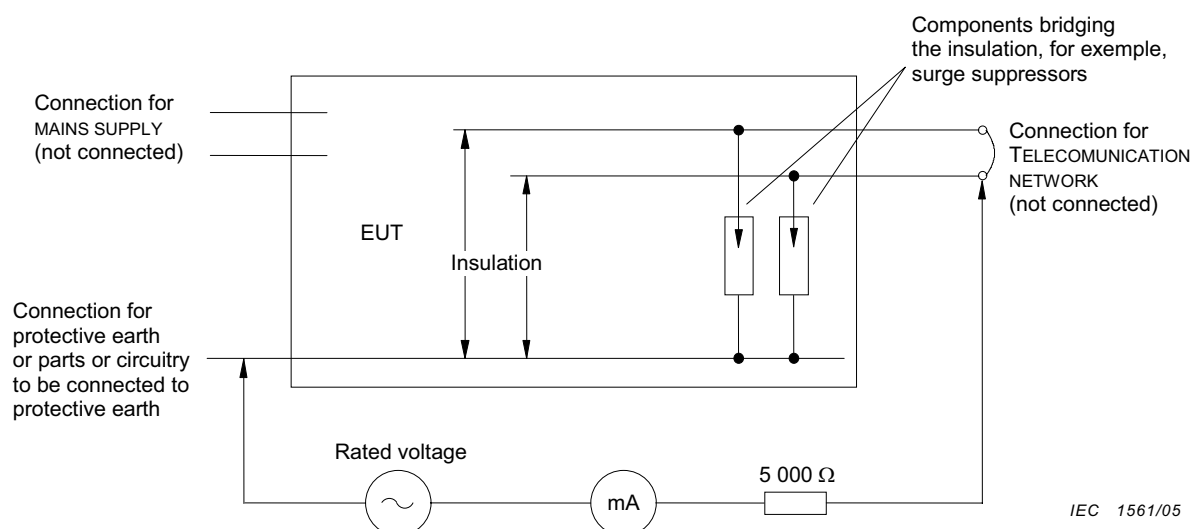 Components bridging
the insulation, for exemple,
surge suppressors
Connection for
MAINS SUPPLY
(not connected)
Connection for
TELECOMUNICATION
NETWORK
(not connected)
EUT
Insulation
Connection for
protective earth
or parts or circuitry
to be connected to
protective earth
Rated voltage
mA
5 000 Ω
IEC 1561/05